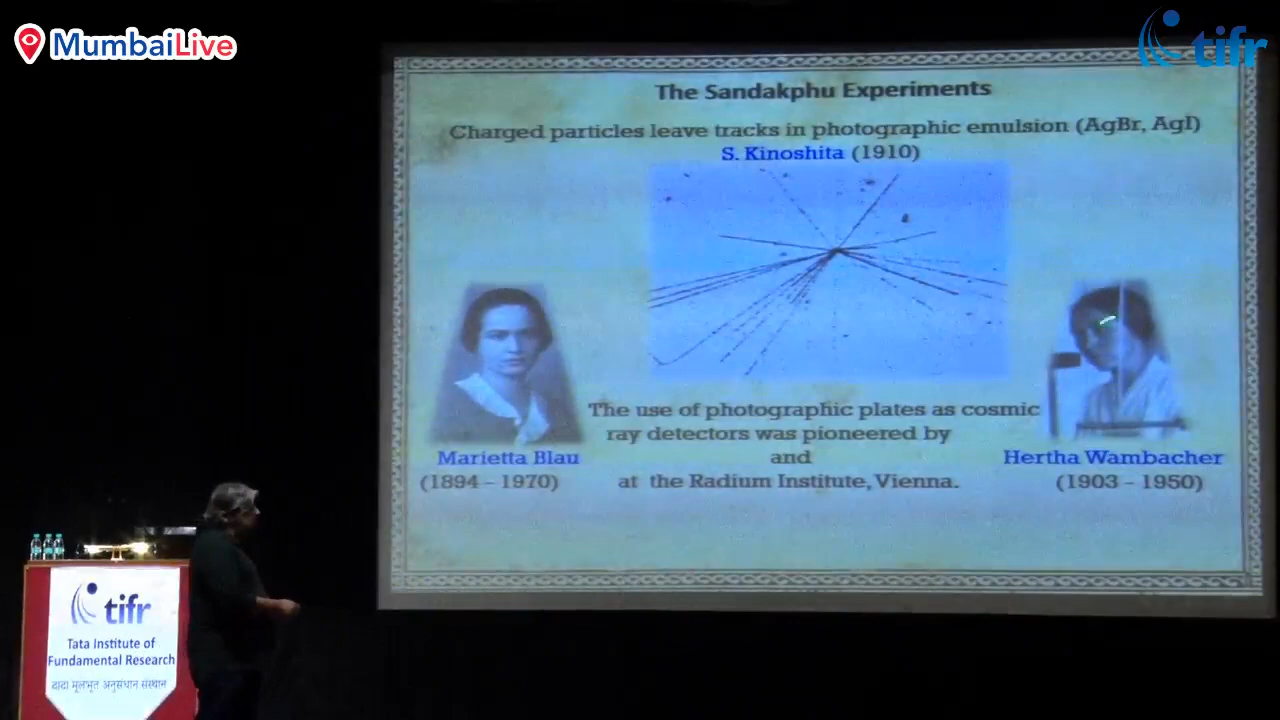 MumbaiLive
tifr
The Sandakphu Experiments
Charged particles leave tracks in photographic emulsion (AgBr, AgI)
S. Kinoshita (1910)
The use of photographic plates as cosmic
ray detectors was pioneered by
Marietta Blau and Hertha Wambacher
(1894 - 1970) at the Radium Institute, Vienna. (1903 - 1950)
tifr
Tata Institute of
Fundamental Research
टाटा मूलभूत अनुसंधान संस्थान